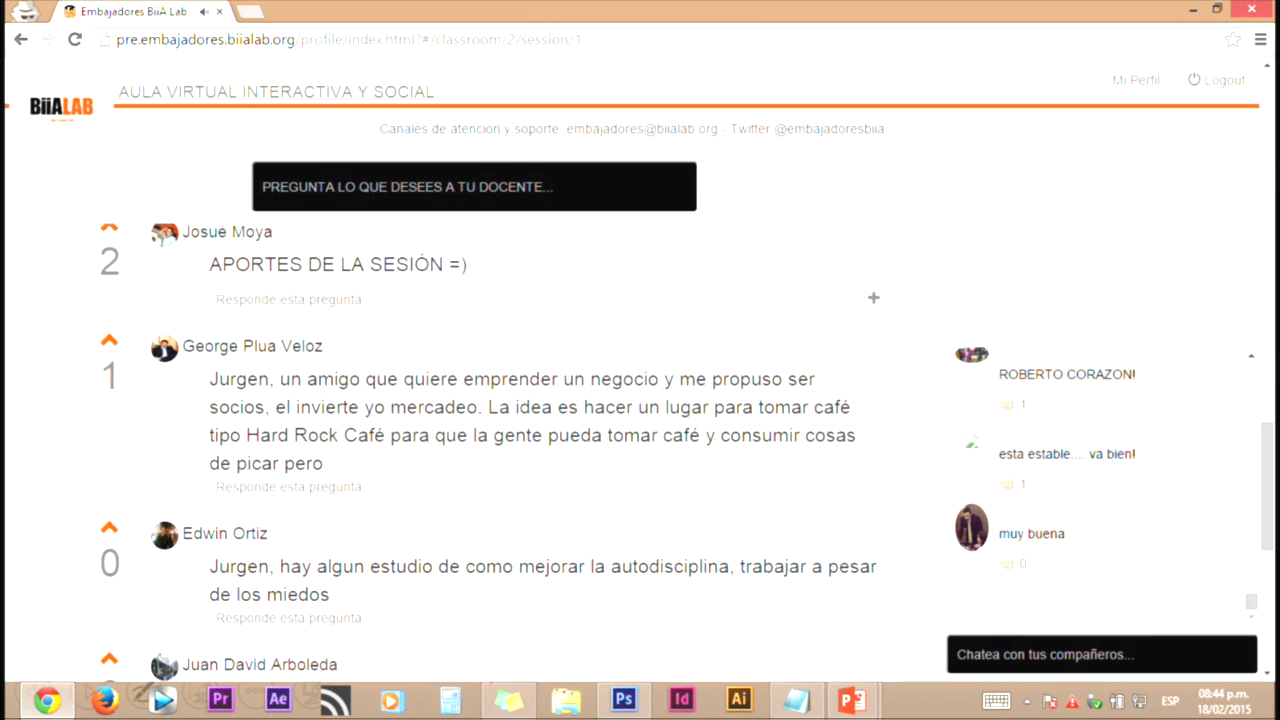 Embajadores BiiA Lab
pre.embajadores.biialab.org/profile/index.html?#/classroom/2/session/1
Mi Perfil
Logout
BiiALAB
AULA VIRTUAL INTERACTIVA Y SOCIAL
Canales de atencion y soporte embajadores@biialab.org - Twitter @embajadoresbiia
PREGUNTA LO QUE DESEES A TU DOCENTE...
Josue Moya
2
APORTES DE LA SESIÓN =)
Responde esta pregunta
George Plua Veloz
1
Jurgen, un amigo que quiere emprender un negocio y me propuso ser
socios, el invierte yo mercadeo. La idea es hacer un lugar para tomar café
tipo Hard Rock Café para que la gente pueda tomar café y consumir cosas
de picar pero
Responde esta pregunta
Edwin Ortiz
0
Jurgen, hay algun estudio de como mejorar la autodisciplina, trabajar a pesar
de los miedos
Responde esta pregunta
Juan David Arboleda
ROBERTO CORAZON!
1
esta estable.... va bien!
1
muy buena
0
Chatea con tus compañeros...
Pr
Ae
Ps
Id
Ai
P
ESP
08:44 p.m.
18/02/2015